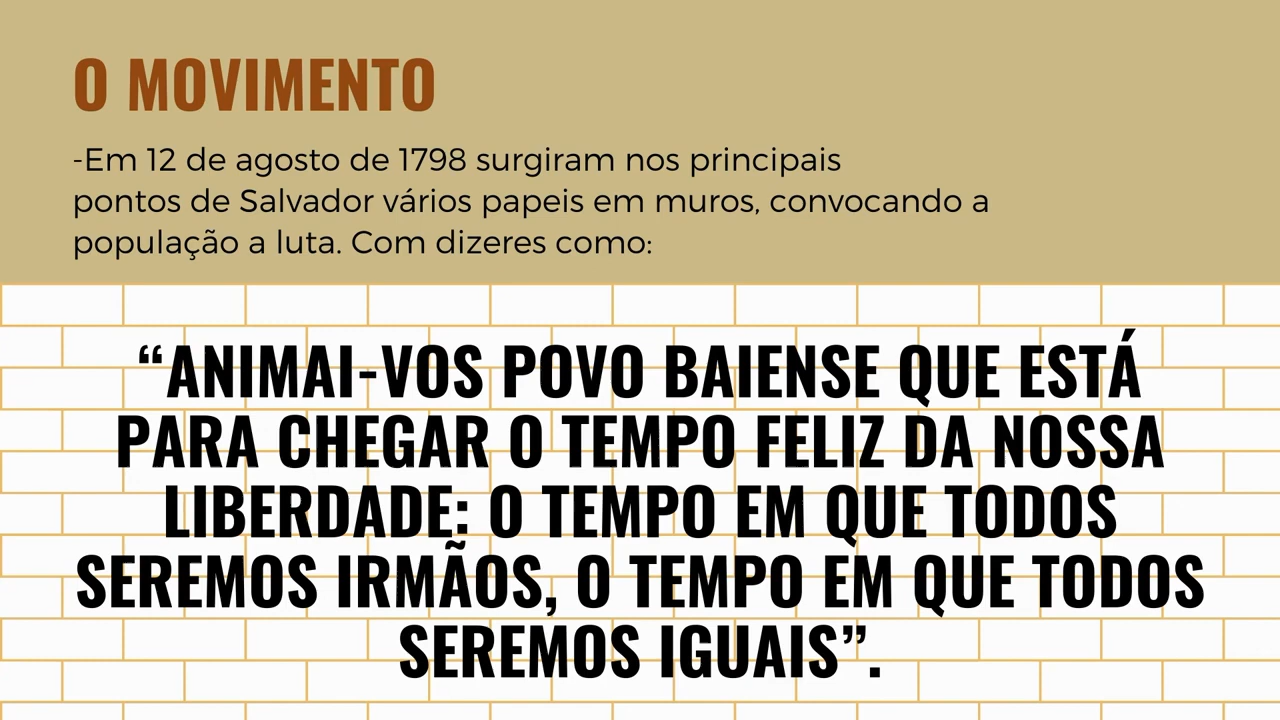 O MOVIMENTO
-Em 12 de agosto de 1798 surgiram nos principais
pontos de Salvador vários papeis em muros, convocando a
população a luta. Com dizeres como:
“ANIMAI-VOS POVO BAIENSE QUE ESTÁ
PARA CHEGAR O TEMPO FELIZ DA NOSSA
LIBERDADE: O TEMPO EM QUE TODOS
SEREMOS IRMÃOS, O TEMPO EM QUE TODOS
SEREMOS IGUAIS”.